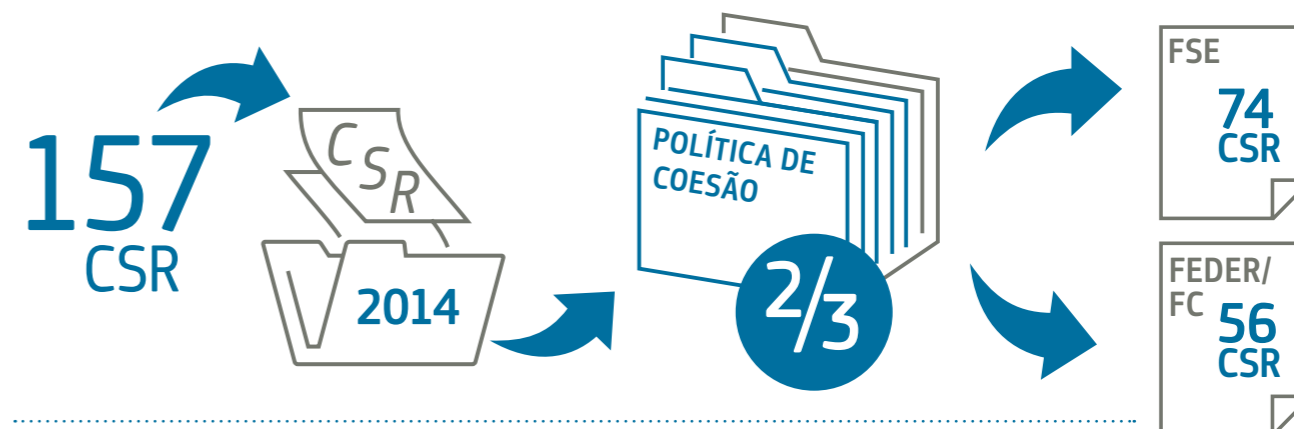 157
CSR
CSR
2014
POLÍTICA DE
COESÃO
2/3
FSE
74
CSR
FEDER/
FC
56
CSR